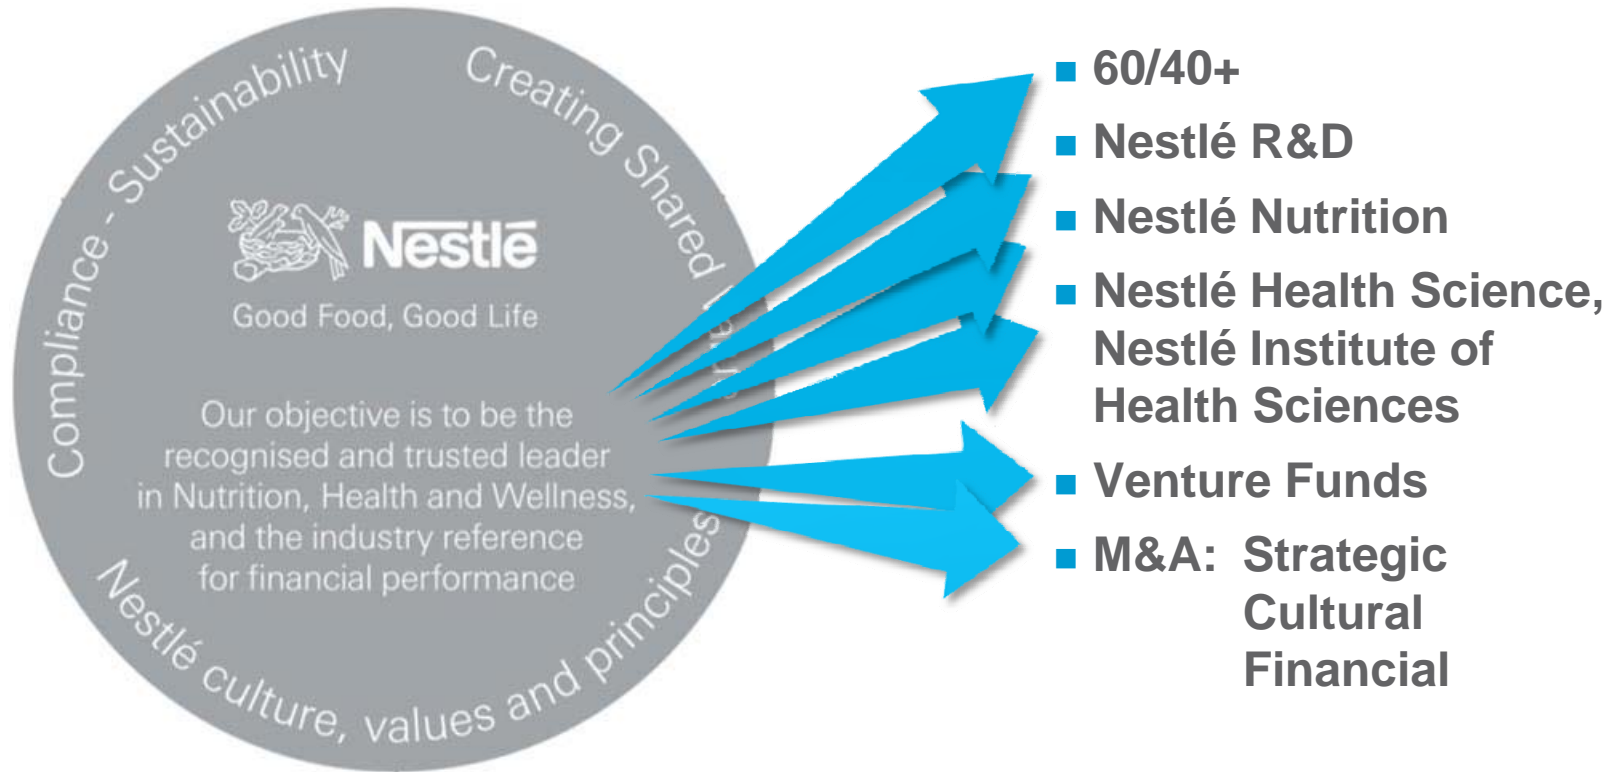 Compliance - Sustainability
Creating Shared
Nestlé
Good Food, Good Life
Our objective is to be the
recognised and trusted leader
in Nutrition, Health and Wellness,
and the industry reference
for financial performance
Nestlé culture, values and principles
60/40+
Nestlé R&D
Nestlé Nutrition
Nestlé Health Science,
Nestlé Institute of
Health Sciences
Venture Funds
M&A: Strategic
Cultural
Financial